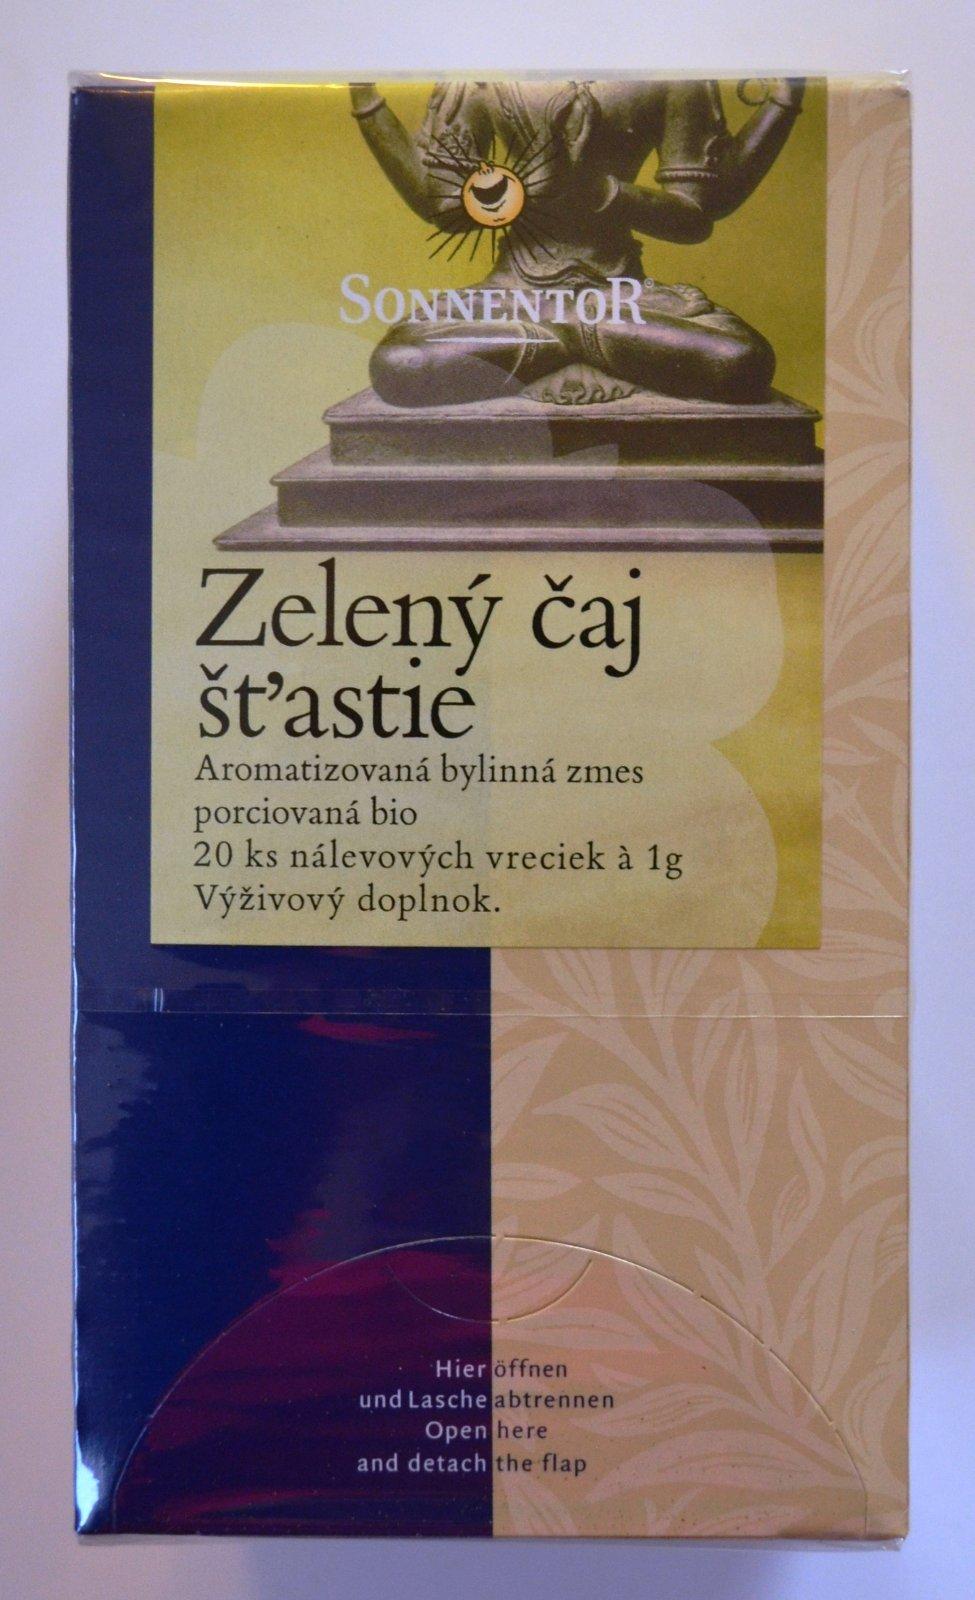 SONNENTOR®
Zelený čaj
šťastie
Aromatizovaná bylinná zmes
porciovaná bio
20 ks nálevových vreciek à 1g
Výživový doplnok.
Hier öffnen
und Lasche abtrennen
Open here
and detach the flap